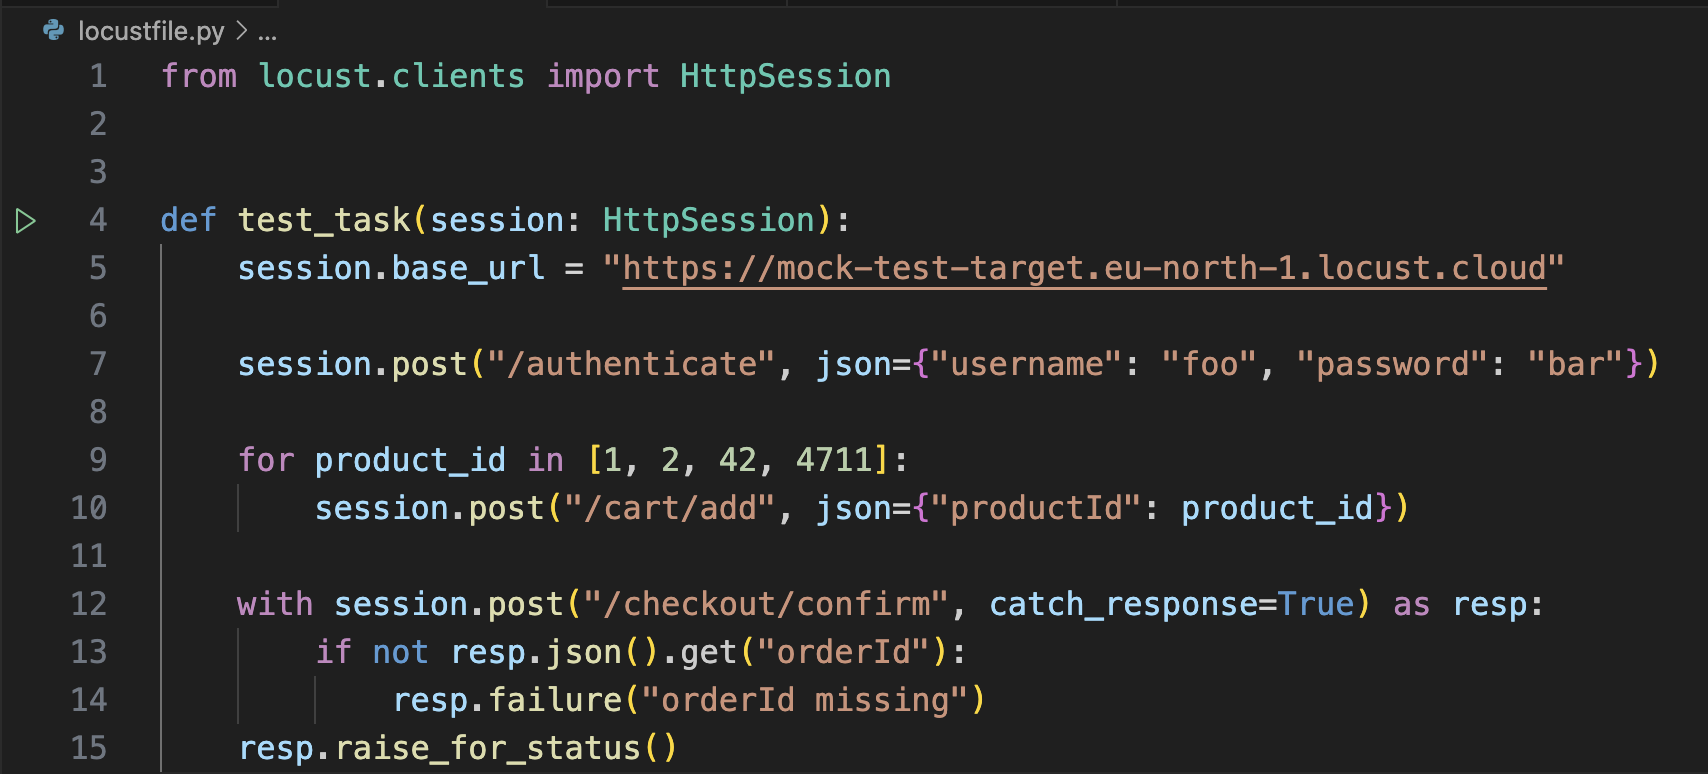 locustfile.py > ...
1 from locust.clients import HttpSession
2
3
4 def test_task(session: HttpSession):
5     session.base_url = "https://mock-test-target.eu-north-1.locust.cloud"
6
7     session.post("/authenticate", json={"username": "foo", "password": "bar"})
8
9     for product_id in [1, 2, 42, 4711]:
10         session.post("/cart/add", json={"productId": product_id})
11
12     with session.post("/checkout/confirm", catch_response=True) as resp:
13         if not resp.json().get("orderId"):
14             resp.failure("orderId missing")
15     resp.raise_for_status()